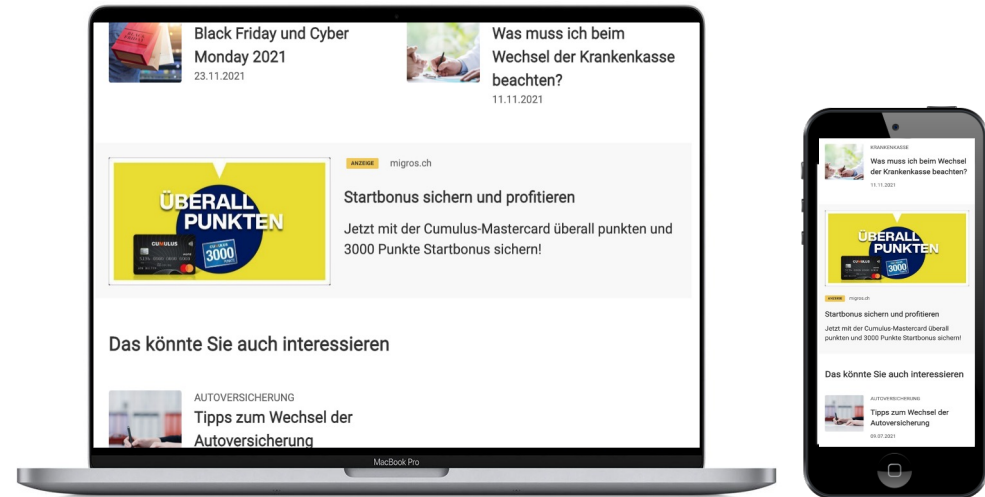 Black Friday und Cyber
Monday 2021
23.11.2021
Was muss ich beim
Wechsel der Krankenkasse
beachten?
11.11.2021
ÜBERALL
PUNKTEN
CUMULUS
3000
ANZEIGE migros.ch
Startbonus sichern und profitieren
Jetzt mit der Cumulus-Mastercard überall punkten und
3000 Punkte Startbonus sichern!
Das könnte Sie auch interessieren
AUTOVERSICHERUNG
Tipps zum Wechsel der
Autoversicherung
MacBook Pro
KRANKENKASSE
Was muss ich beim Wechsel
der Krankenkasse beachten?
11.11.2021
ÜBERALL
PUNKTEN
CUMULUS
3000
ANZEIGE migros.ch
Startbonus sichern und profitieren
Jetzt mit der Cumulus-Mastercard überall
punkten und 3000 Punkte Startbonus sichern!
Das könnte Sie auch interessieren
AUTOVERSICHERUNG
Tipps zum Wechsel der
Autoversicherung
09.07.2021